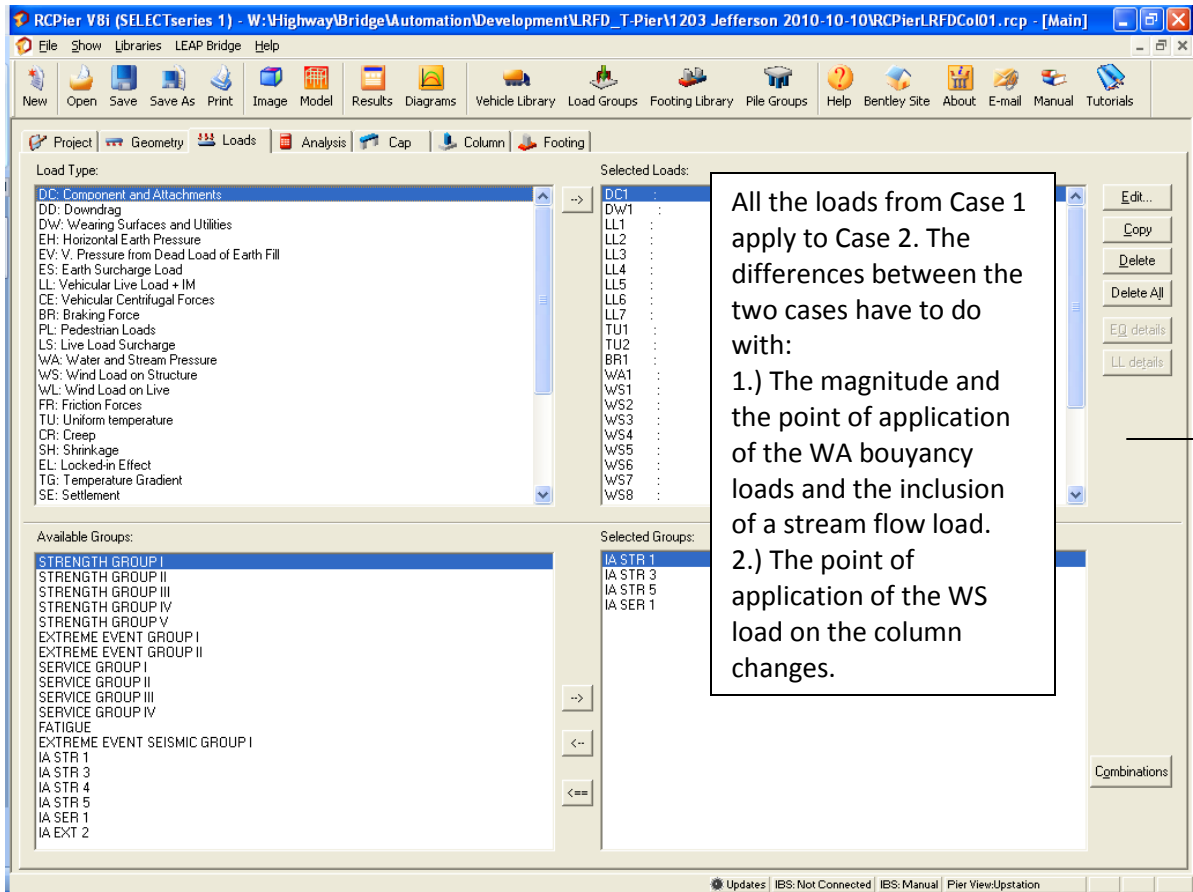 RCPier V8i (SELECTseries 1) - W:\Highway\Bridge\Automation\Development\LRFD_T-Pier\1203 Jefferson 2010-10-10\RCPierLRFDCol01.rcp - [Main]
File Show Libraries LEAP Bridge Help
New Open Save Save As Print Image Model Results Diagrams Vehicle Library Load Groups Footing Library Pile Groups Help Bentley Site About E-mail Manual Tutorials
Project Geometry Loads Analysis Cap Column Footing
Load Type:
DC: Component and Attachments
DD: Downdrag
DW: Wearing Surfaces and Utilities
EH: Horizontal Earth Pressure
EV: V. Pressure from Dead Load of Earth Fill
ES: Earth Surcharge Load
LL: Vehicular Live Load + IM
CE: Vehicular Centrifugal Forces
BR: Braking Force
PL: Pedestrian Loads
LS: Live Load Surcharge
WA: Water and Stream Pressure
WS: Wind Load on Structure
WL: Wind Load on Live
FR: Friction Forces
TU: Uniform temperature
CR: Creep
SH: Shrinkage
EL: Locked-in Effect
TG: Temperature Gradient
SE: Settlement
-->
Selected Loads:
DC1 :
DW1 :
LL1 :
LL2 :
LL3 :
LL4 :
LL5 :
LL6 :
LL7 :
TU1 :
TU2 :
BR1 :
WA1 :
WS1 :
WS2 :
WS3 :
WS4 :
WS5 :
WS6 :
WS7 :
WS8 :
All the loads from Case 1
apply to Case 2. The
differences between the
two cases have to do
with:
1.) The magnitude and
the point of application
of the WA bouyancy
loads and the inclusion
of a stream flow load.
2.) The point of
application of the WS
load on the column
changes.
Edit...
Copy
Delete
Delete All
EQ details
LL details
Available Groups:
STRENGTH GROUP I
STRENGTH GROUP II
STRENGTH GROUP III
STRENGTH GROUP IV
STRENGTH GROUP V
EXTREME EVENT GROUP I
EXTREME EVENT GROUP II
SERVICE GROUP I
SERVICE GROUP II
SERVICE GROUP III
SERVICE GROUP IV
FATIGUE
EXTREME EVENT SEISMIC GROUP I
IA STR 1
IA STR 3
IA STR 4
IA STR 5
IA SER 1
IA EXT 2
-->
<--
<==
Selected Groups:
IA STR 1
IA STR 3
IA STR 5
IA SER 1
Combinations
Updates IBS: Not Connected IBS: Manual Pier View:Upstation